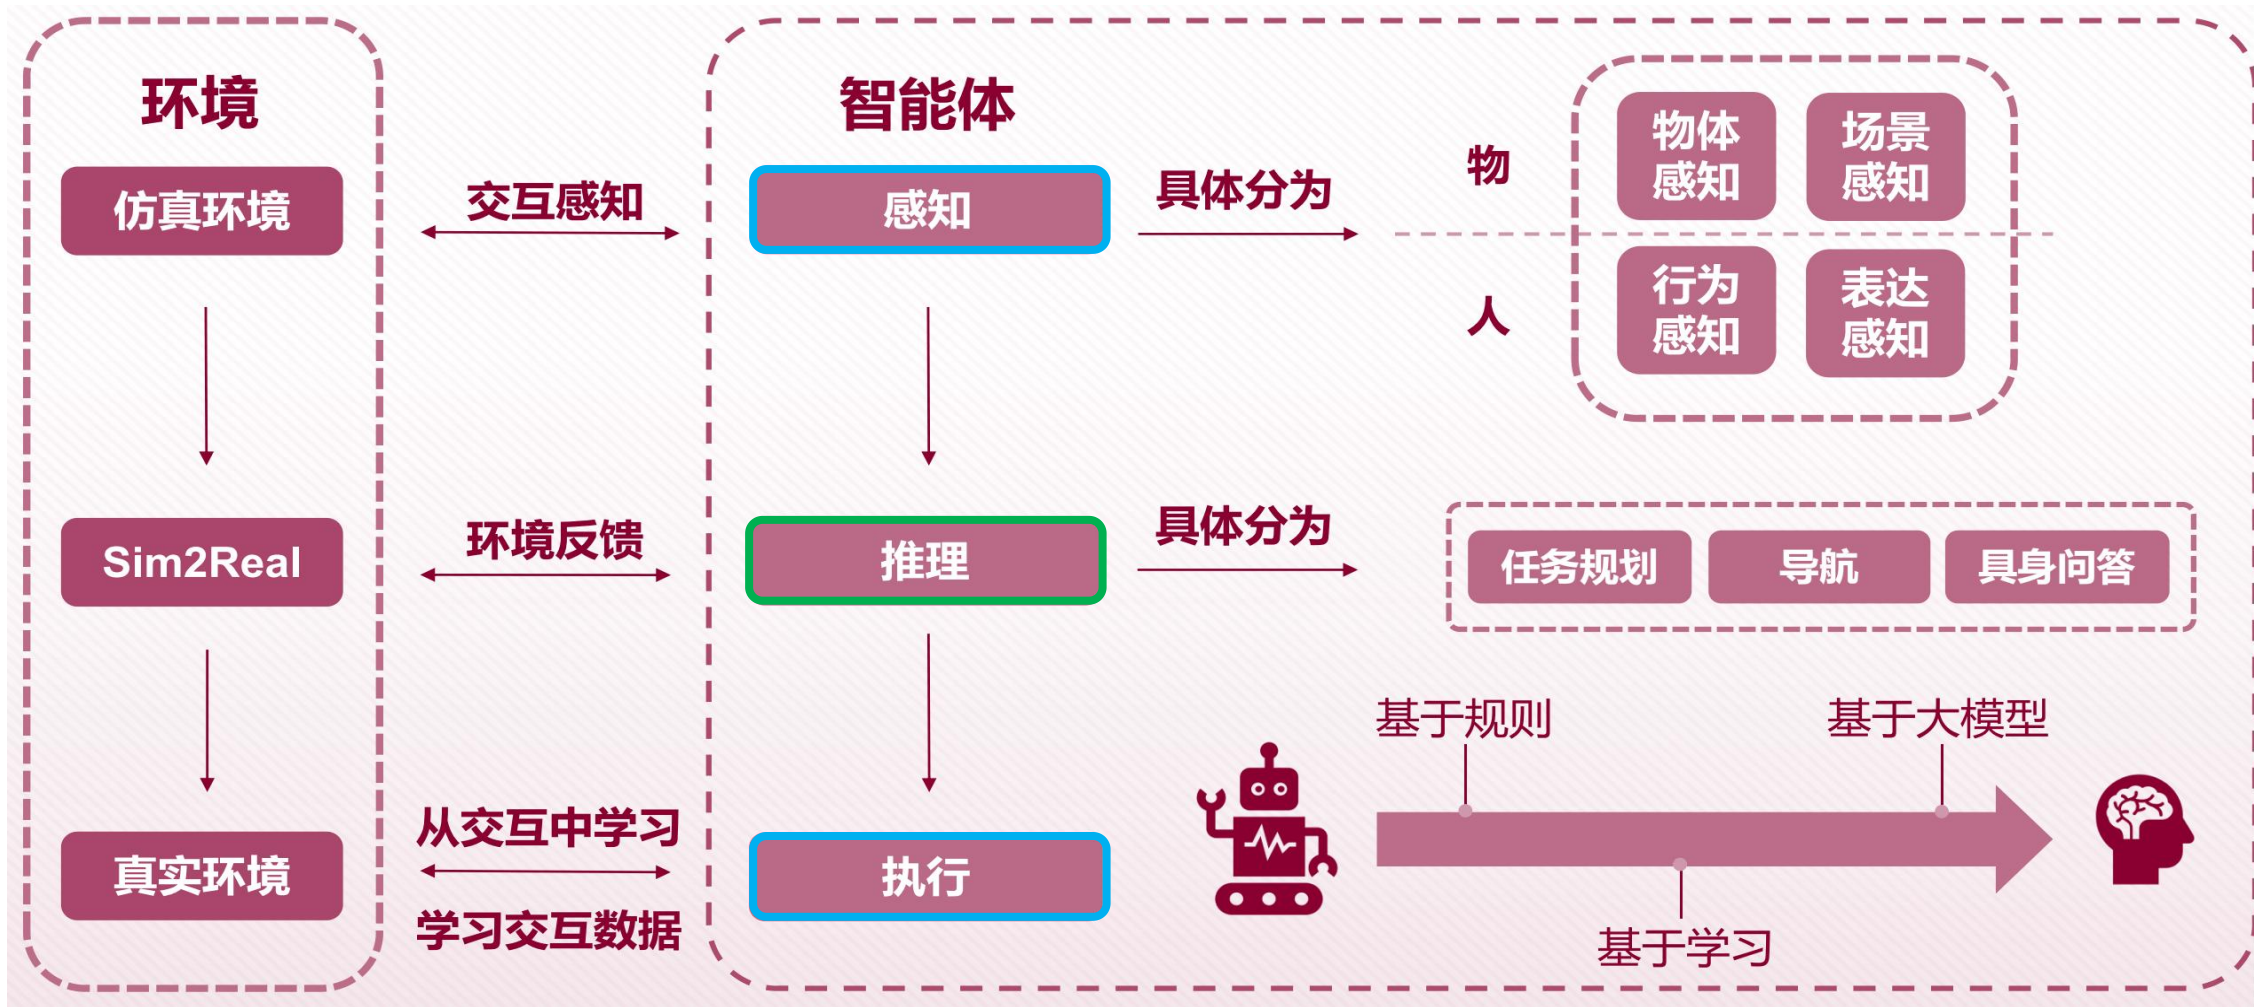 环境
仿真环境
Sim2Real
真实环境
交互感知
环境反馈
从交互中学习
学习交互数据
智能体
感知
推理
执行
具体分为
物
人
物体
感知
场景
感知
行为
感知
表达
感知
具体分为
任务规划
导航
具身问答
基于规则
基于大模型
基于学习